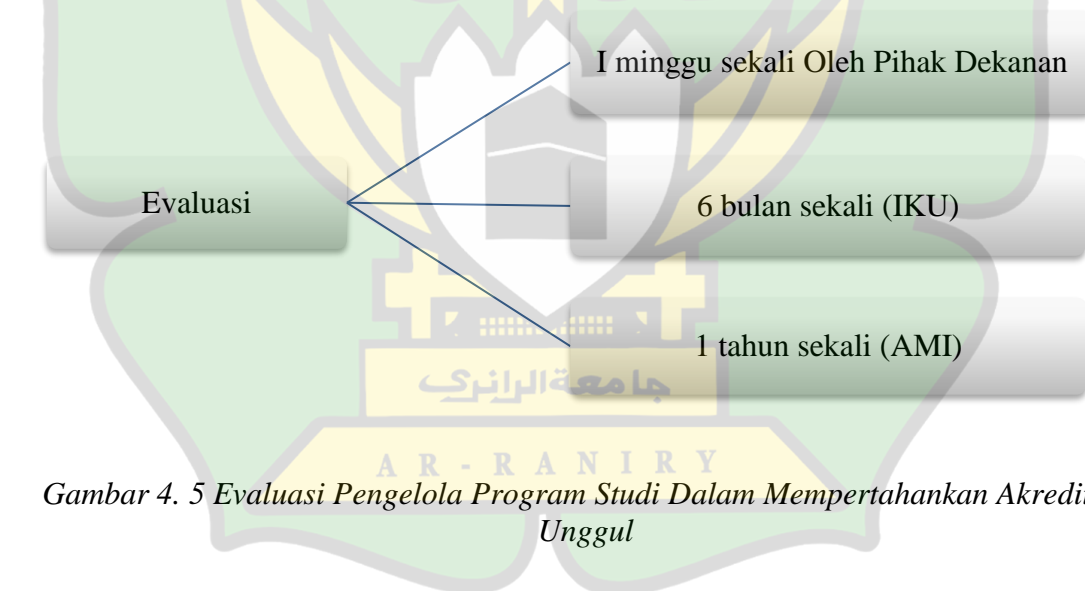 I minggu sekali Oleh Pihak Dekanan
Evaluasi
6 bulan sekali (IKU)
1 tahun sekali (AMI)
جامعة الرانري
A R - R A N I R Y
Gambar 4. 5 Evaluasi Pengelola Program Studi Dalam Mempertahankan
Unggul